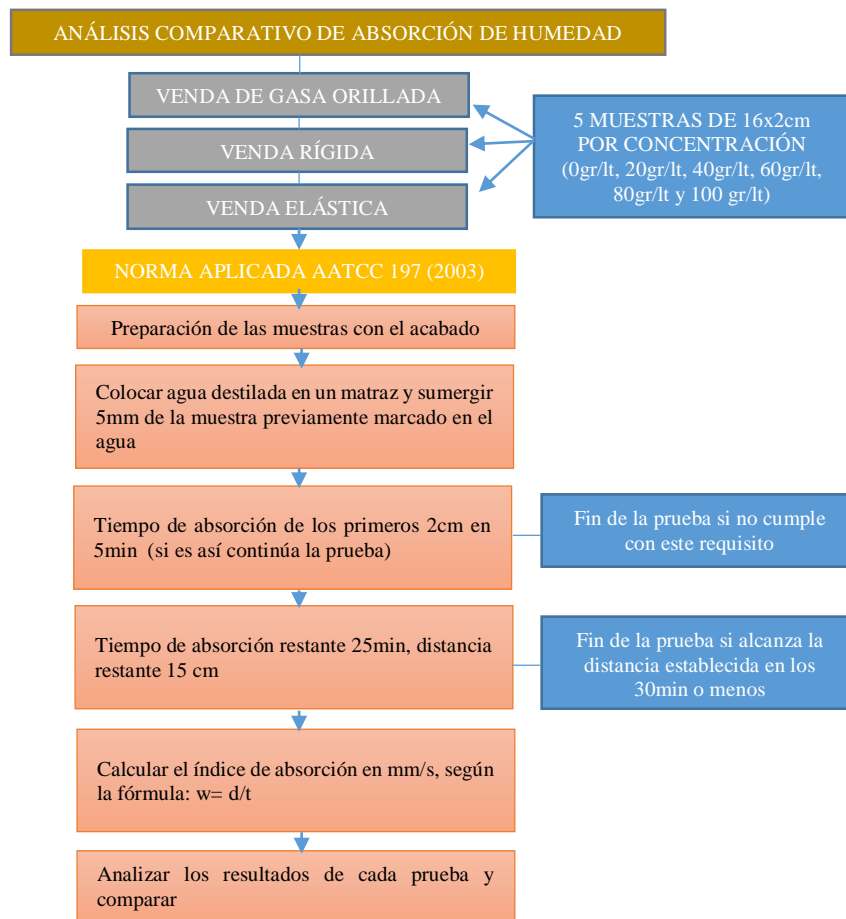 ANÁLISIS COMPARATIVO DE ABSORCIÓN DE HUMEDAD
VENDA DE GASA ORILLADA
VENDA RÍGIDA
VENDA ELÁSTICA
5 MUESTRAS DE 16x2cm
POR CONCENTRACIÓN
(0gr/lt, 20gr/lt, 40gr/lt, 60gr/lt,
80gr/lt y 100 gr/lt)
NORMA APLICADA AATCC 197 (2003)
Preparación de las muestras con el acabado
Colocar agua destilada en un matraz y sumergir
5mm de la muestra previamente marcado en el
agua
Tiempo de absorción de los primeros 2cm en
5min (si es así continúa la prueba)
Fin de la prueba si no cumple
con este requisito
Tiempo de absorción restante 25min, distancia
restante 15 cm
Fin de la prueba si alcanza la
distancia establecida en los
30min o menos
Calcular el índice de absorción en mm/s, según
la fórmula: w= d/t
Analizar los resultados de cada prueba y
comparar